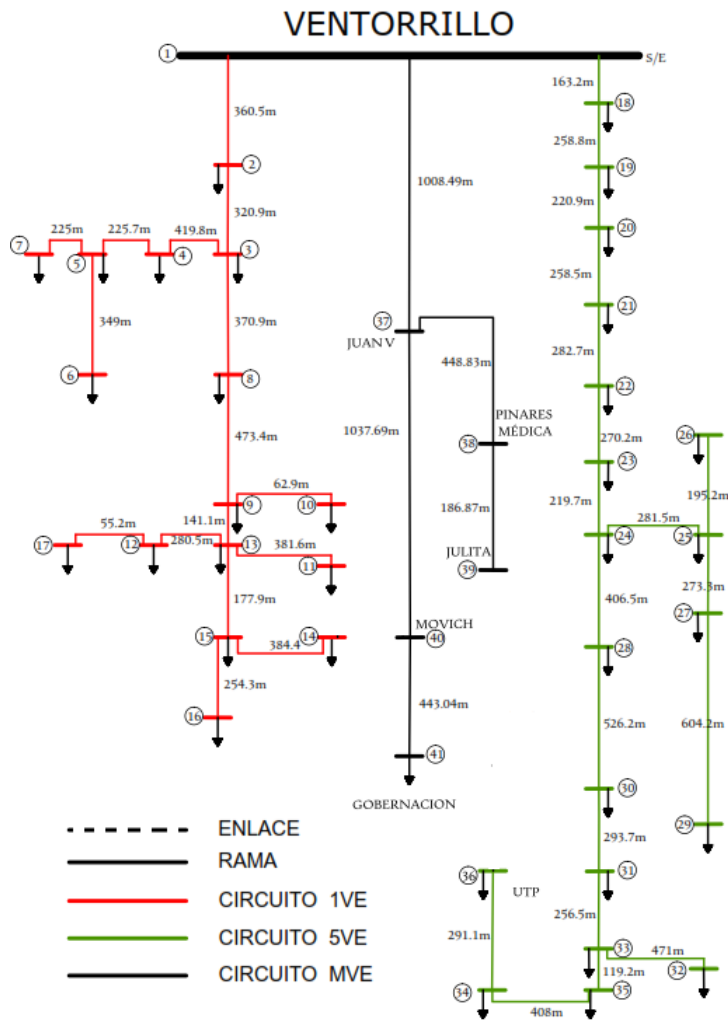 VENTORRILLO
1
S/E
163.2m
18
360.5m
258.8m
2
19
1008.49m
320.9m
220.9m
20
225m
225.7m
419.8m
7
5
4
3
258.5m
21
37
JUAN V
349m
370.9m
448.83m
282.7m
6
8
22
PINARES
MÉDICA
1037.69m
473.4m
38
270.2m
26
23
62.9m
9
10
186.87m
219.7m
195.2m
55.2m
141.1m
281.5m
17
12
280.5m
13
381.6m
JULITA
24
25
11
39
406.5m
273.3m
177.9m
27
MOVICH
15
14
40
28
384.4
254.3m
16
443.04m
526.2m
604.2m
41
GOBERNACION
30
29
ENLACE
293.7m
RAMA
36
UTP
31
CIRCUITO 1VE
256.5m
CIRCUITO 5VE
291.1m
33
471m
CIRCUITO MVE
119.2m
32
34
35
408m